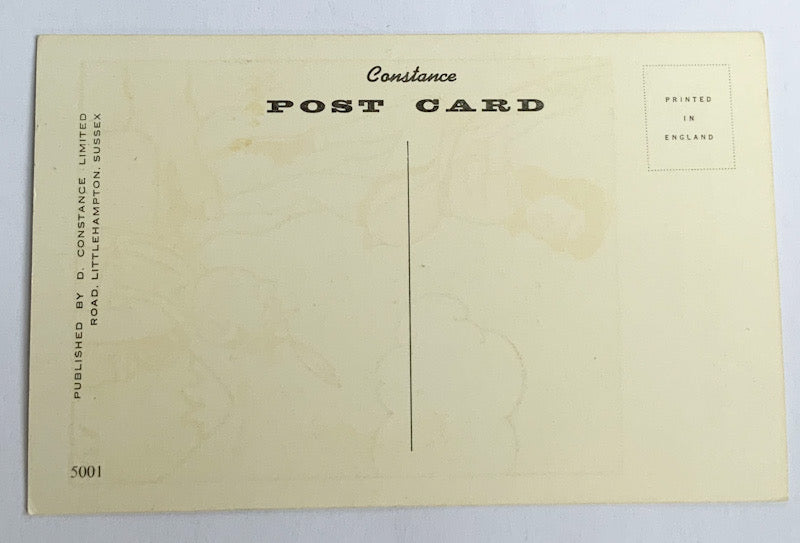 Constance
POST CARD
PRINTED
IN
ENGLAND
PUBLISHED BY D. CONSTANCE LIMITED
ROAD, LITTLEHAMPTON, SUSSEX
5001